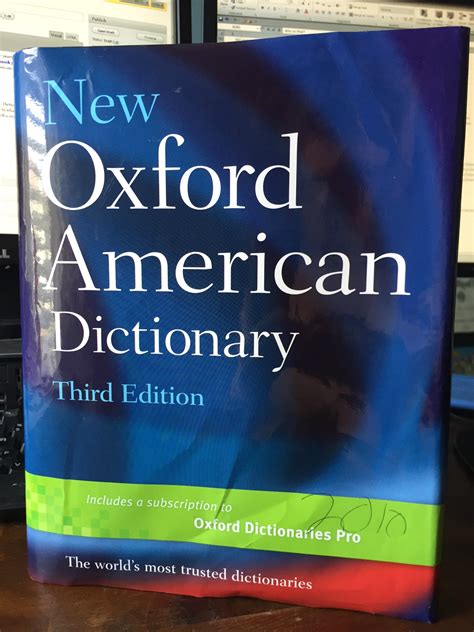 New
Oxford
American
Dictionary
Third Edition
Includes a subscription to
Oxford Dictionaries Pro
2010
The world's most trusted dictionaries